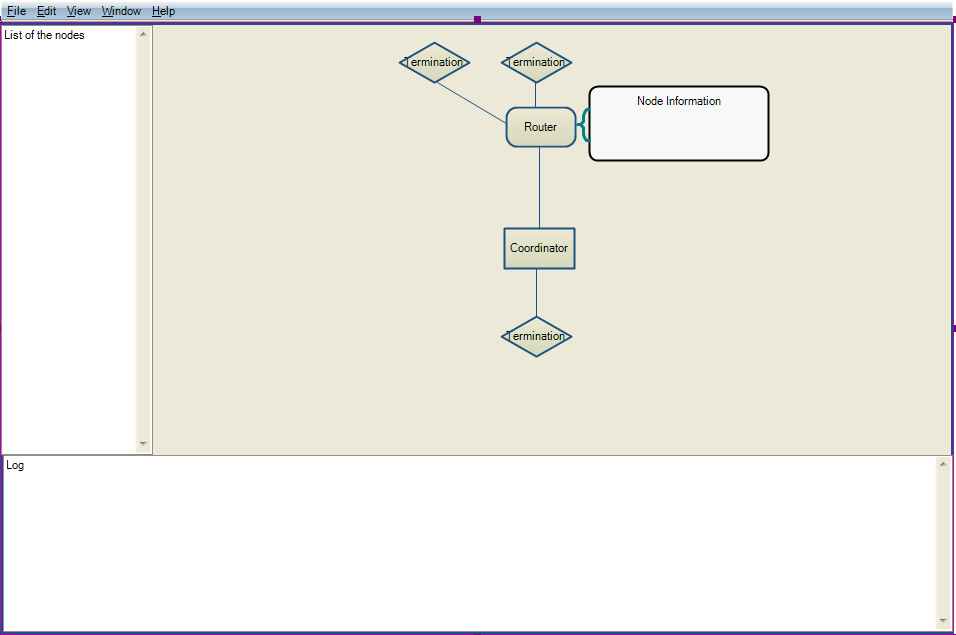 File Edit View Window Help
List of the nodes
Termination Termination
Node Information
Router
Coordinator
Termination
Log